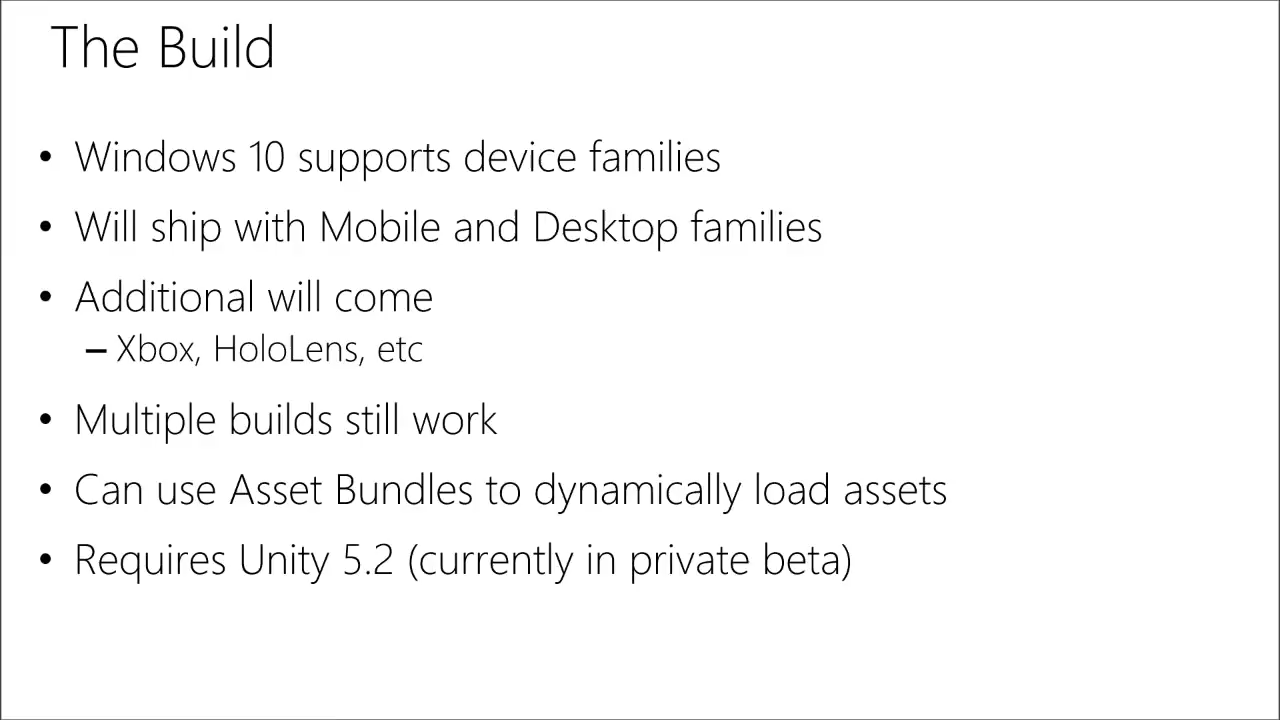 The Build
• Windows 10 supports device families
• Will ship with Mobile and Desktop families
• Additional will come
– Xbox, HoloLens, etc
• Multiple builds still work
• Can use Asset Bundles to dynamically load assets
• Requires Unity 5.2 (currently in private beta)